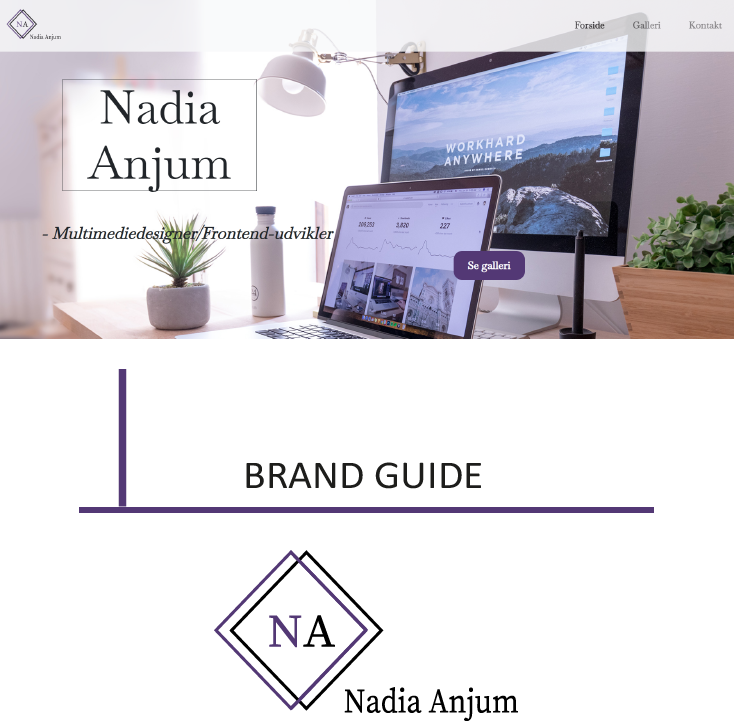 NA
Nadia Anjum
Forside Galleri Kontakt
Nadia
Anjum
- Multimediedesigner/Frontend-udvikler
WORKHARD
ANYWHERE
227
Se galleri
BRAND GUIDE
NA
Nadia Anjum